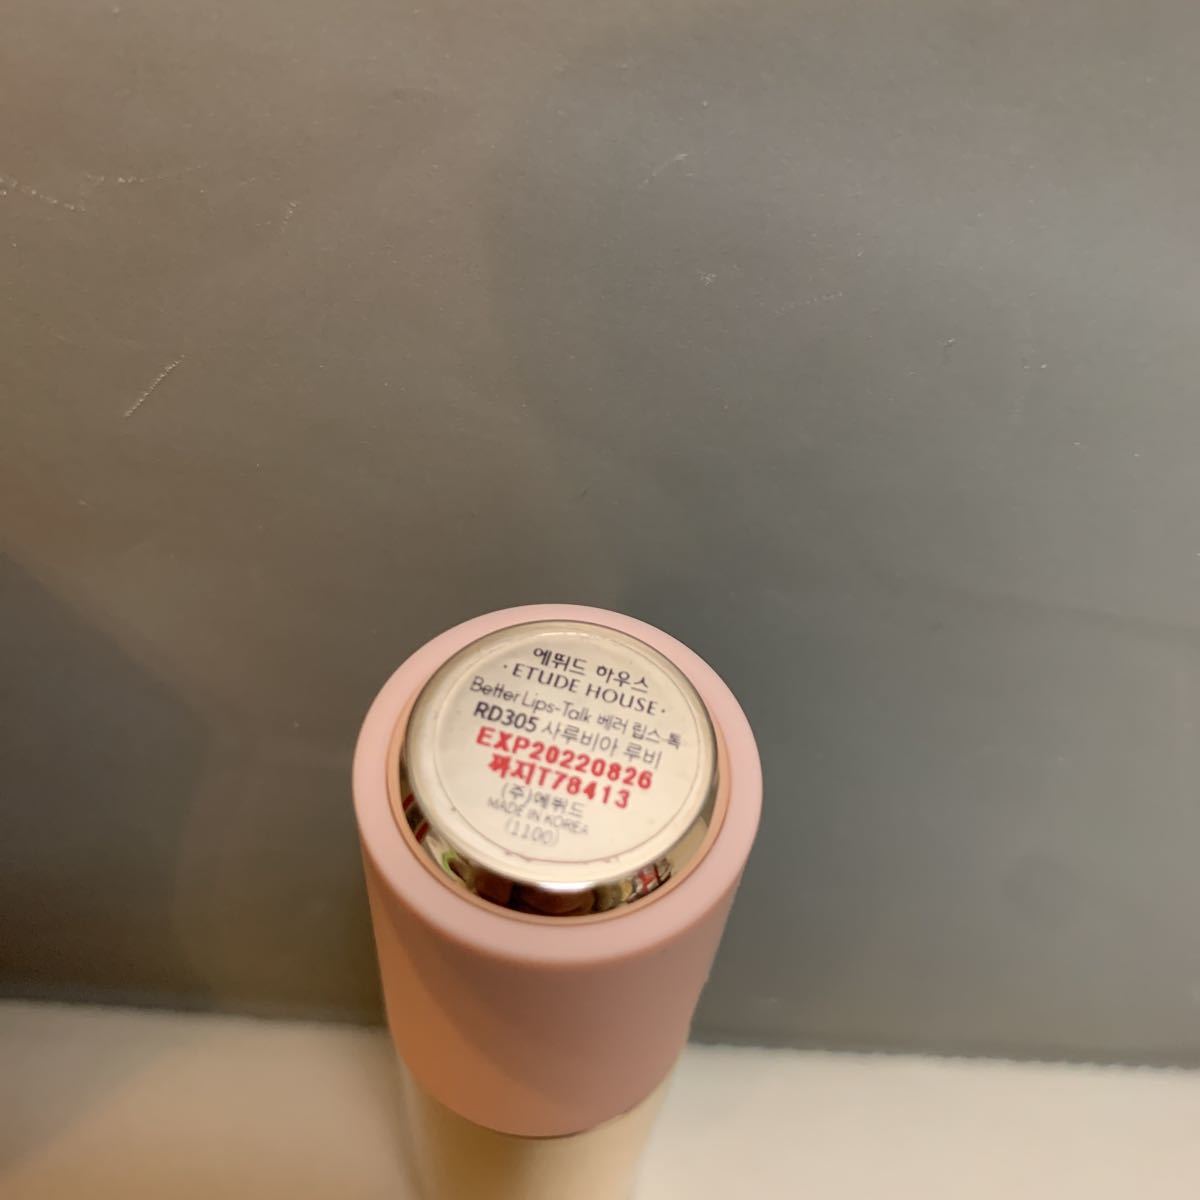 에뛰드 하우스
·ETUDE HOUSE·
Better Lips-Talk 베러 립스-톡
RD305 사루비아 루비
EXP20220826
까지T78413
(주)에뛰드
MADE IN KOREA
(1100)